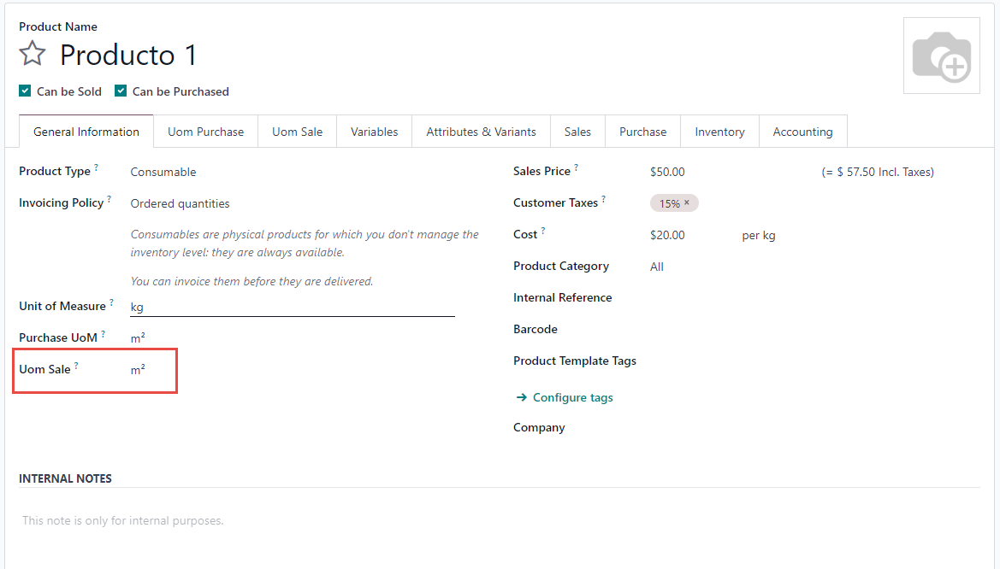 Product Name
Producto 1
Can be Sold Can be Purchased
General Information Uom Purchase Uom Sale Variables Attributes & Variants Sales Purchase Inventory Accounting
Product Type ? Consumable
Invoicing Policy ? Ordered quantities
Consumables are physical products for which you don't manage the
inventory level: they are always available.
You can invoice them before they are delivered.
Unit of Measure ? kg
Purchase UoM ? m²
Uom Sale ? m²
Sales Price ? $50.00 (= $ 57.50 Incl. Taxes)
Customer Taxes ? 15% ×
Cost ? $20.00 per kg
Product Category All
Internal Reference
Barcode
Product Template Tags
→ Configure tags
Company
INTERNAL NOTES
This note is only for internal purposes.